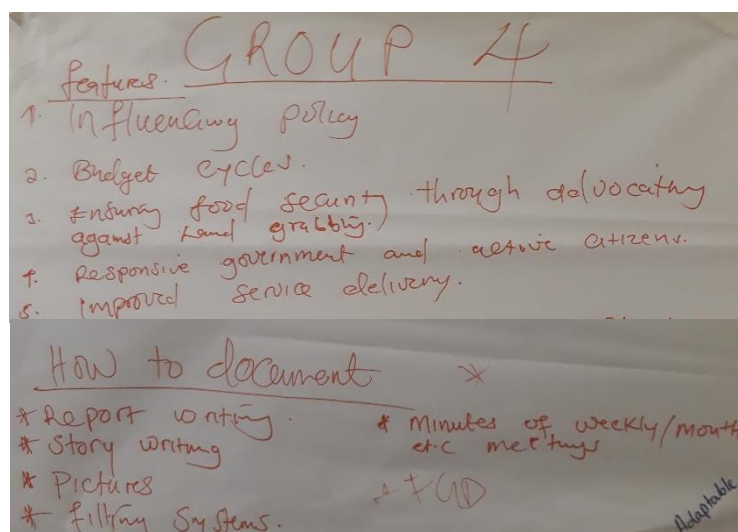 GROUP 4
features.
1. Influencing policy
2. Budget cycles.
3. Ensuring food security through advocating
against Land grabbing.
4. Responsive government and active citizens.
5. Improved service delivery.
How to document *
* Report writing.
* Story writing
* Pictures
* filling Systems.
* Minutes of weekly/month
etc meetings
Adaptable